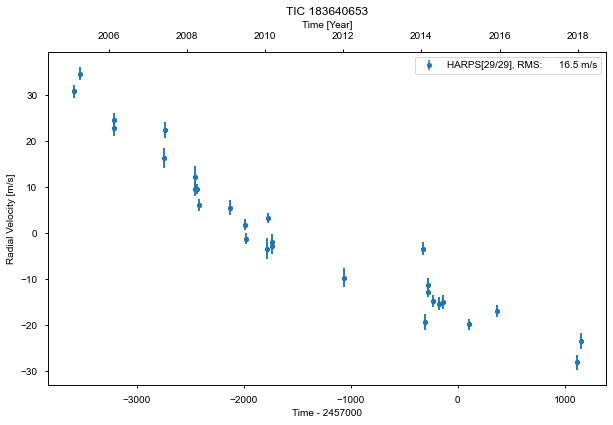 TIC 183640653
Time [Year]
2006 2008 2010 2012 2014 2016 2018
HARPS[29/29], RMS: 16.5 m/s
Radial Velocity [m/s]
30
20
10
0
−10
−20
−30
−3000 −2000 −1000 0 1000
Time - 2457000